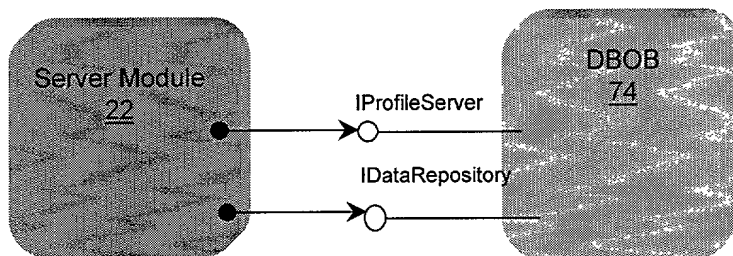 Server Module
22
IProfileServer
DBOB
74
IDataRepository